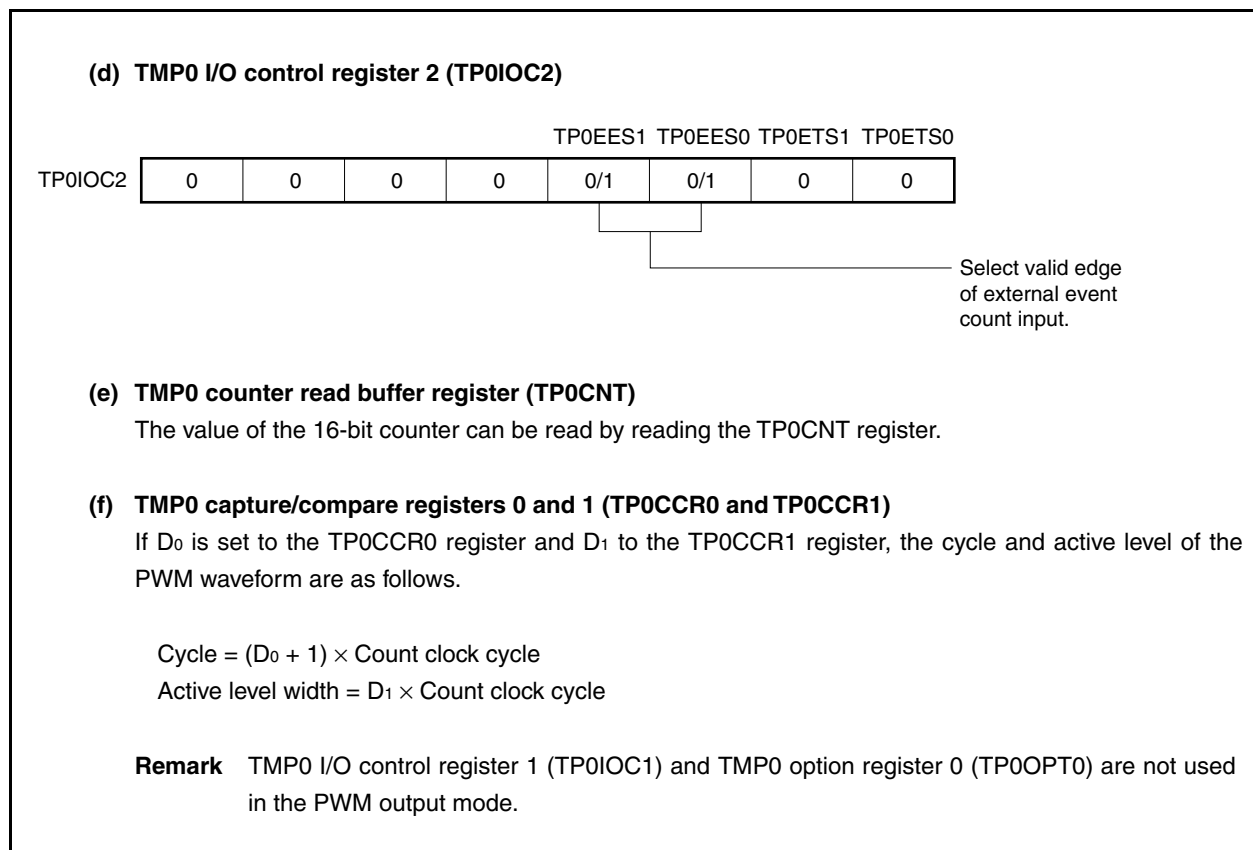 (d) TMP0 I/O control register 2 (TP0IOC2)
TP0EES1 TP0EES0 TP0ETS1 TP0ETS0
TP0IOC2 0 0 0 0 0/1 0/1 0 0
Select valid edge
of external event
count input.
(e) TMP0 counter read buffer register (TP0CNT)
The value of the 16-bit counter can be read by reading the TP0CNT register.
(f) TMP0 capture/compare registers 0 and 1 (TP0CCR0 and TP0CCR1)
If D0 is set to the TP0CCR0 register and D1 to the TP0CCR1 register, the cycle and active level of the
PWM waveform are as follows.
Cycle = (D0 + 1) × Count clock cycle
Active level width = D1 × Count clock cycle
Remark TMP0 I/O control register 1 (TP0IOC1) and TMP0 option register 0 (TP0OPT0) are not used
in the PWM output mode.